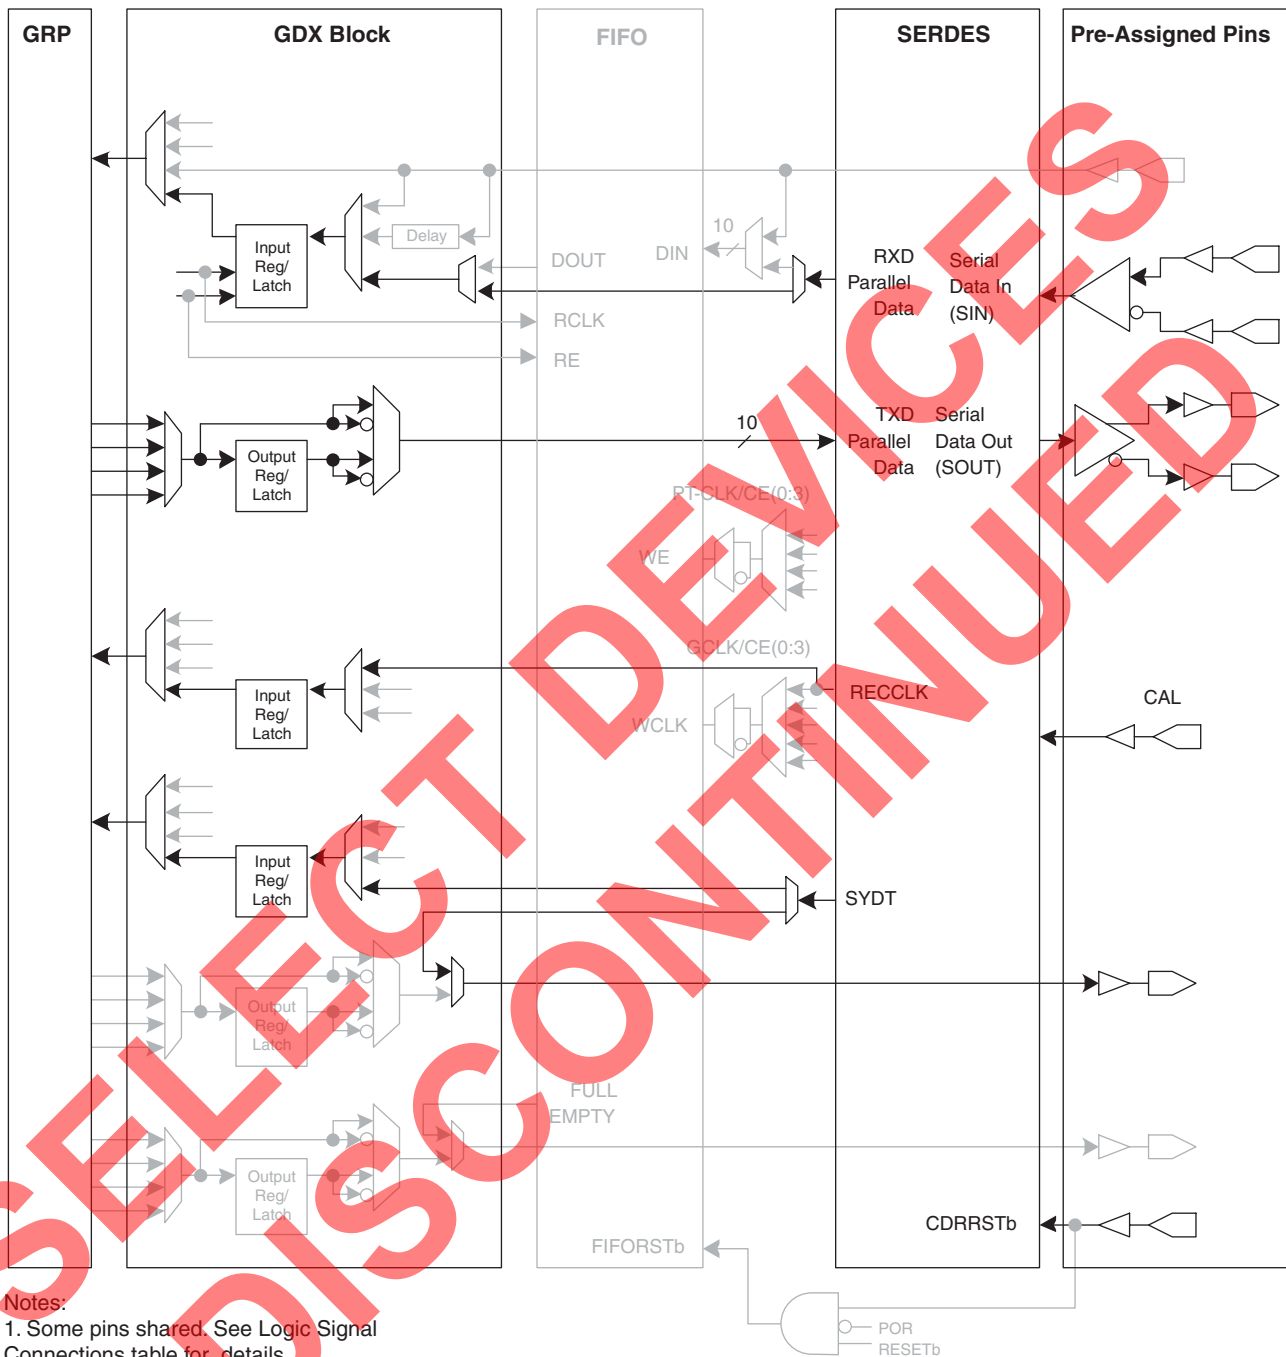 GRP
GDX Block
FIFO
SERDES
Pre-Assigned Pins
Delay
10
Input
Reg/
Latch
DOUT
DIN
RXD
Parallel
Data
Serial
Data In
(SIN)
RCLK
RE
10
TXD
Parallel
Data
Serial
Data Out
(SOUT)
Output
Reg/
Latch
PT-CLK/CE(0:3)
WE
GCLK/CE(0:3)
Input
Reg/
Latch
RECCLK
CAL
WCLK
Input
Reg/
Latch
SYDT
Output
Reg/
Latch
FULL
EMPTY
Output
Reg/
Latch
CDRRSTb
FIFORSTb
POR
RESETb
Notes:
1. Some pins shared. See Logic Signal
Connections table for details
SELECT DEVICES
DISCONTINUED